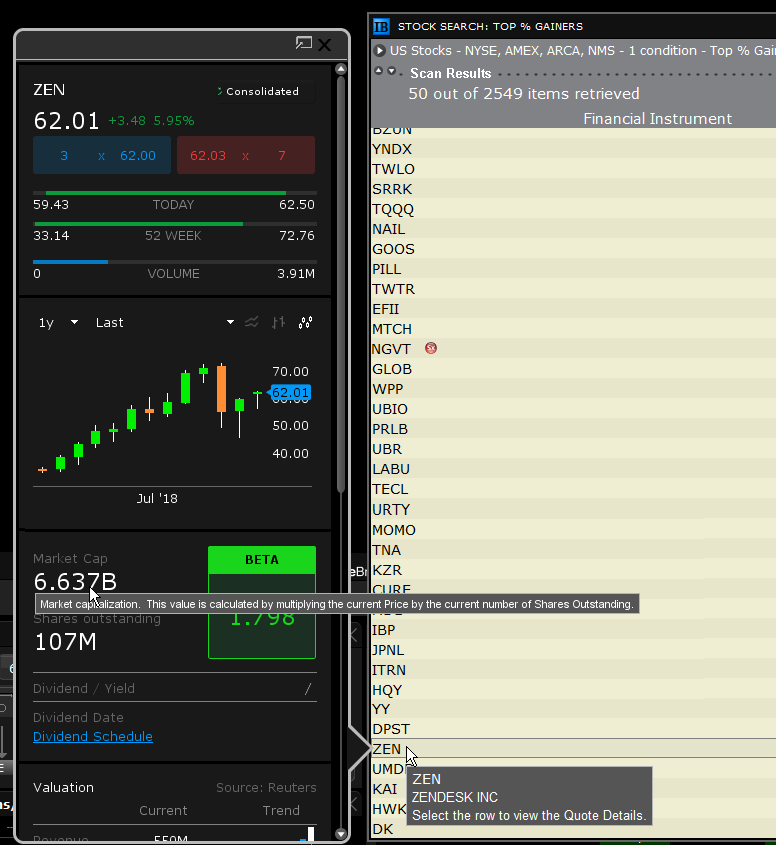 ZEN
Consolidated
62.01 +3.48 5.95%
3 x 62.00
62.03 x 7
59.43 TODAY 62.50
33.14 52 WEEK 72.76
0 VOLUME 3.91M
1y Last
70.00
62.01
60.00
50.00
40.00
Jul '18
Market Cap
6.637B
BETA
1.798
Market capitalization. This value is calculated by multiplying the current Price by the current number of Shares Outstanding.
Shares outstanding
107M
Dividend / Yield /
Dividend Date
Dividend Schedule
Valuation Source: Reuters
Current Trend
Revenue 550M
IB STOCK SEARCH: TOP % GAINERS
US Stocks - NYSE, AMEX, ARCA, NMS - 1 condition - Top % Gai
Scan Results
50 out of 2549 items retrieved
Financial Instrument
BZUN
YNDX
TWLO
SRRK
TQQQ
NAIL
GOOS
PILL
TWTR
EFII
MTCH
NGVT
GLOB
WPP
UBIO
PRLB
UBR
LABU
TECL
URTY
MOMO
TNA
KZR
CURE
IBP
JPNL
ITRN
HQY
YY
DPST
ZEN
UMDD
KAI
HWK
DK
ZEN
ZENDESK INC
Select the row to view the Quote Details.
eBr